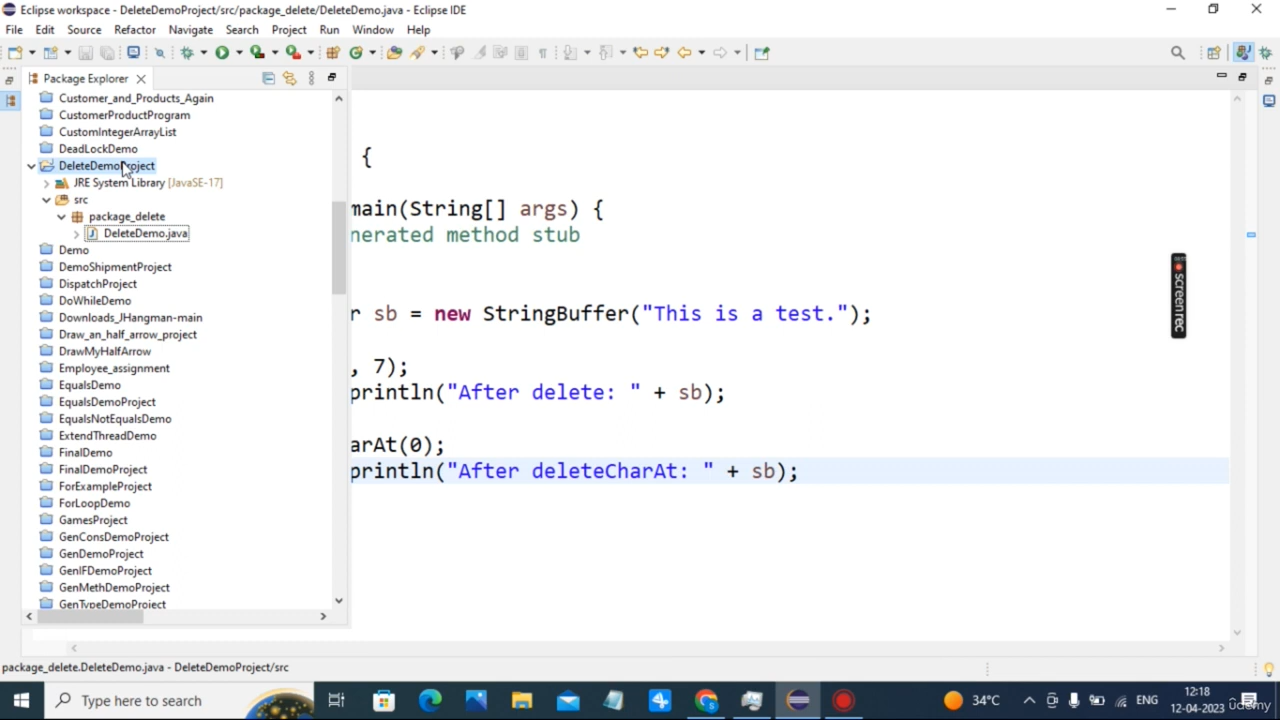 Eclipse workspace - DeleteDemoProject/src/package_delete/DeleteDemo.java - Eclipse IDE
File Edit Source Refactor Navigate Search Project Run Window Help
Package Explorer
Customer_and_Products_Again
CustomerProductProgram
CustomIntegerArrayList
DeadLockDemo
DeleteDemoProject
JRE System Library [JavaSE-17]
src
package_delete
DeleteDemo.java
Demo
DemoShipmentProject
DispatchProject
DoWhileDemo
Downloads_JHangman-main
Draw_an_half_arrow_project
DrawMyHalfArrow
Employee_assignment
EqualsDemo
EqualsDemoProject
EqualsNotEqualsDemo
ExtendThreadDemo
FinalDemo
FinalDemoProject
ForExampleProject
ForLoopDemo
GamesProject
GenConsDemoProject
GenDemoProject
GenIFDemoProject
GenMethDemoProject
GenTypeDemoProject
{
main(String[] args) {
nerated method stub
r sb = new StringBuffer("This is a test.");
, 7);
println("After delete: " + sb);
arAt(0);
println("After deleteCharAt: " + sb);
screenrec
package_delete.DeleteDemo.java - DeleteDemoProject/src
Type here to search
34°C
ENG
12:18
12-04-2023
udemy